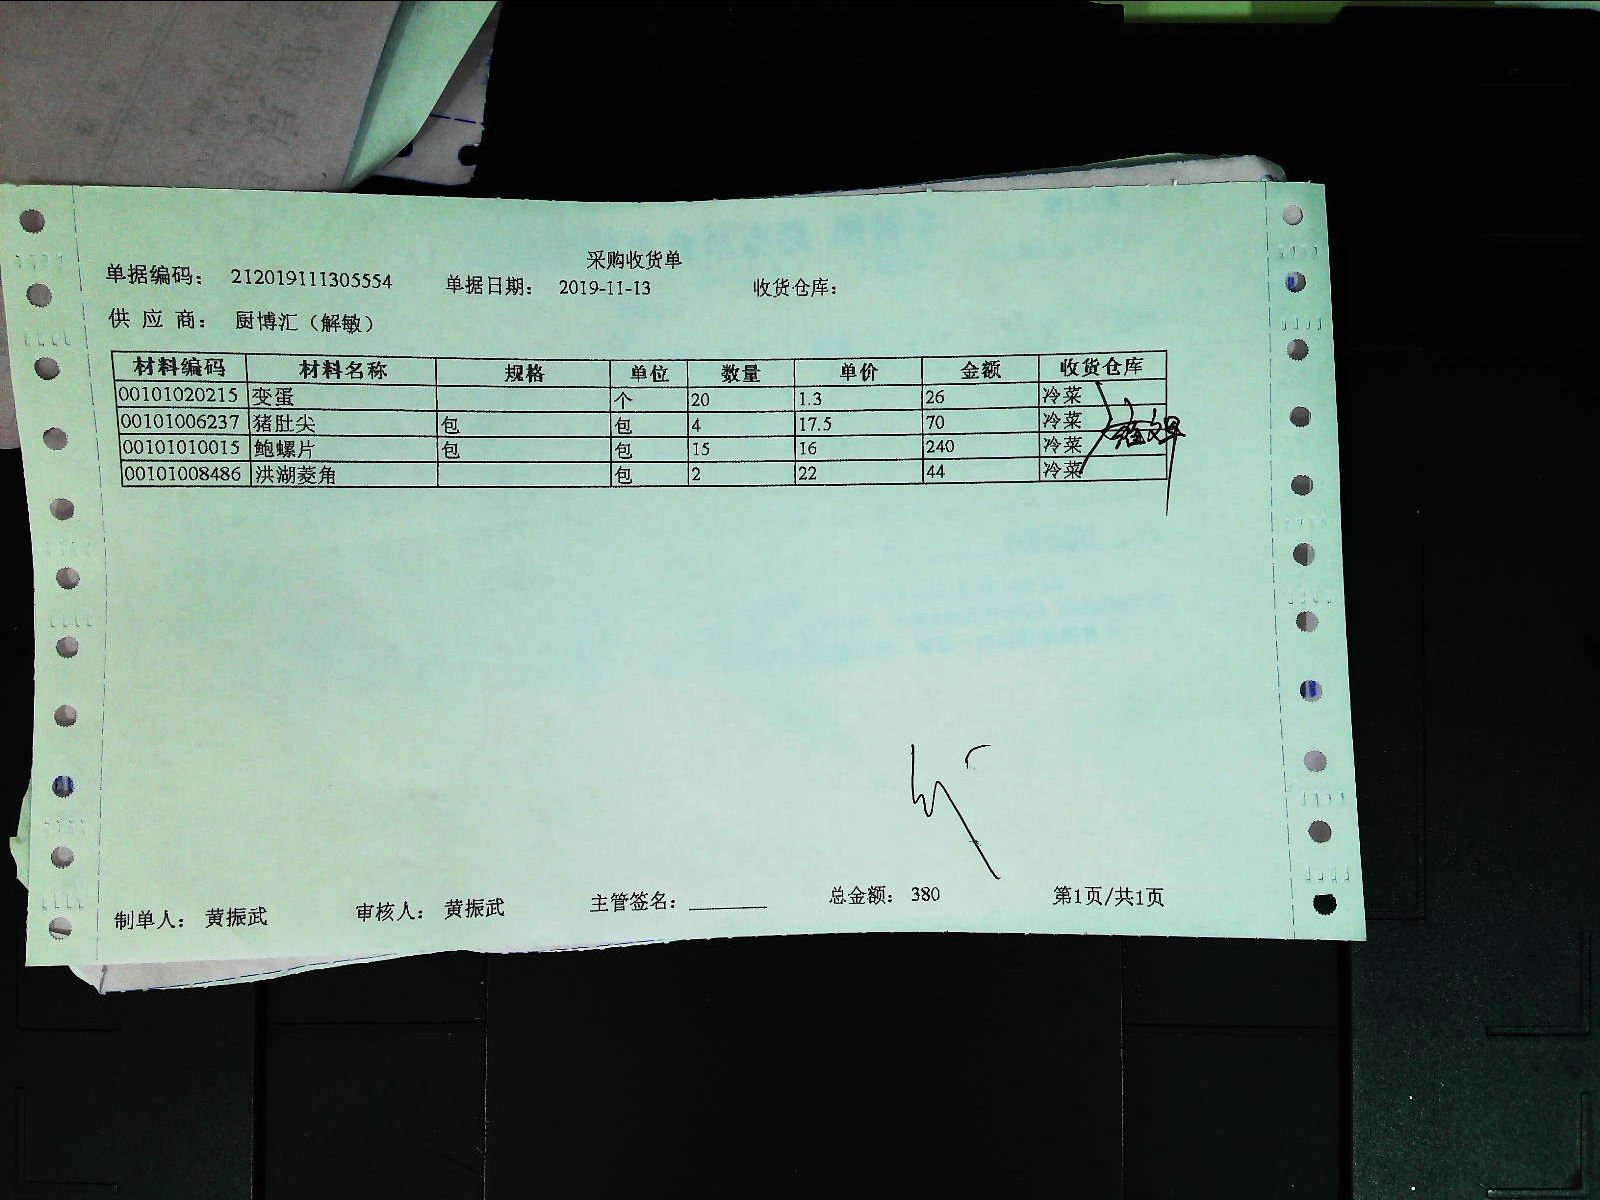 采购收货单
单据编码： 212019111305554 单据日期： 2019-11-13 收货仓库：
供 应 商： 厨博汇（解敏）
材料编码 材料名称 规格 单位 数量 单价 金额 收货仓库
00101020215 变蛋 个 20 1.3 26 冷菜
00101006237 猪肚尖 包 包 4 17.5 70 冷菜
00101010015 鲍螺片 包 包 15 16 240 冷菜
00101008486 洪湖菱角 包 2 22 44 冷菜
制单人： 黄振武 审核人： 黄振武 主管签名： 总金额： 380 第1页/共1页